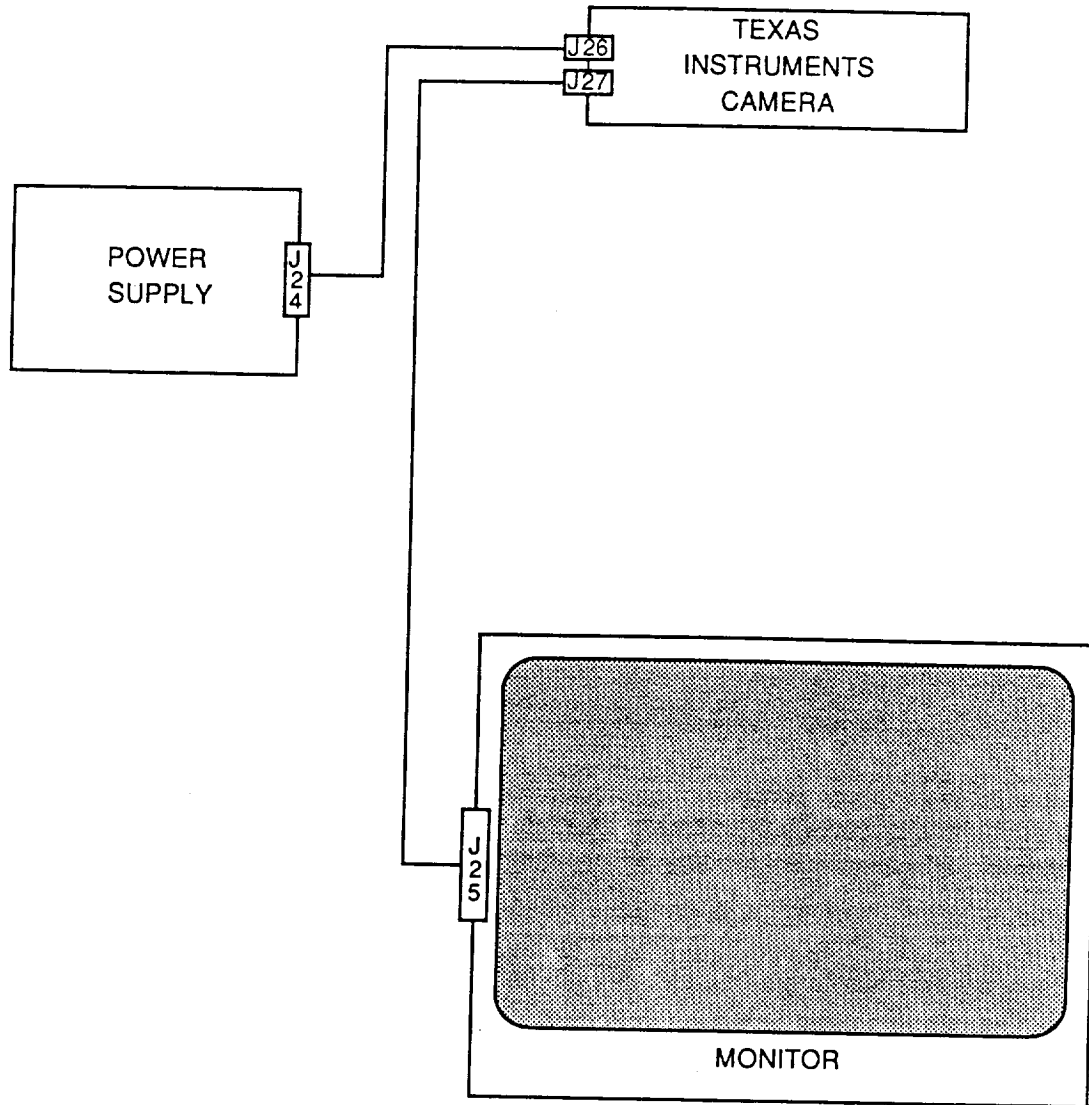 J26
J27
TEXAS
INSTRUMENTS
CAMERA
POWER
SUPPLY
J
2
4
J
2
5
MONITOR